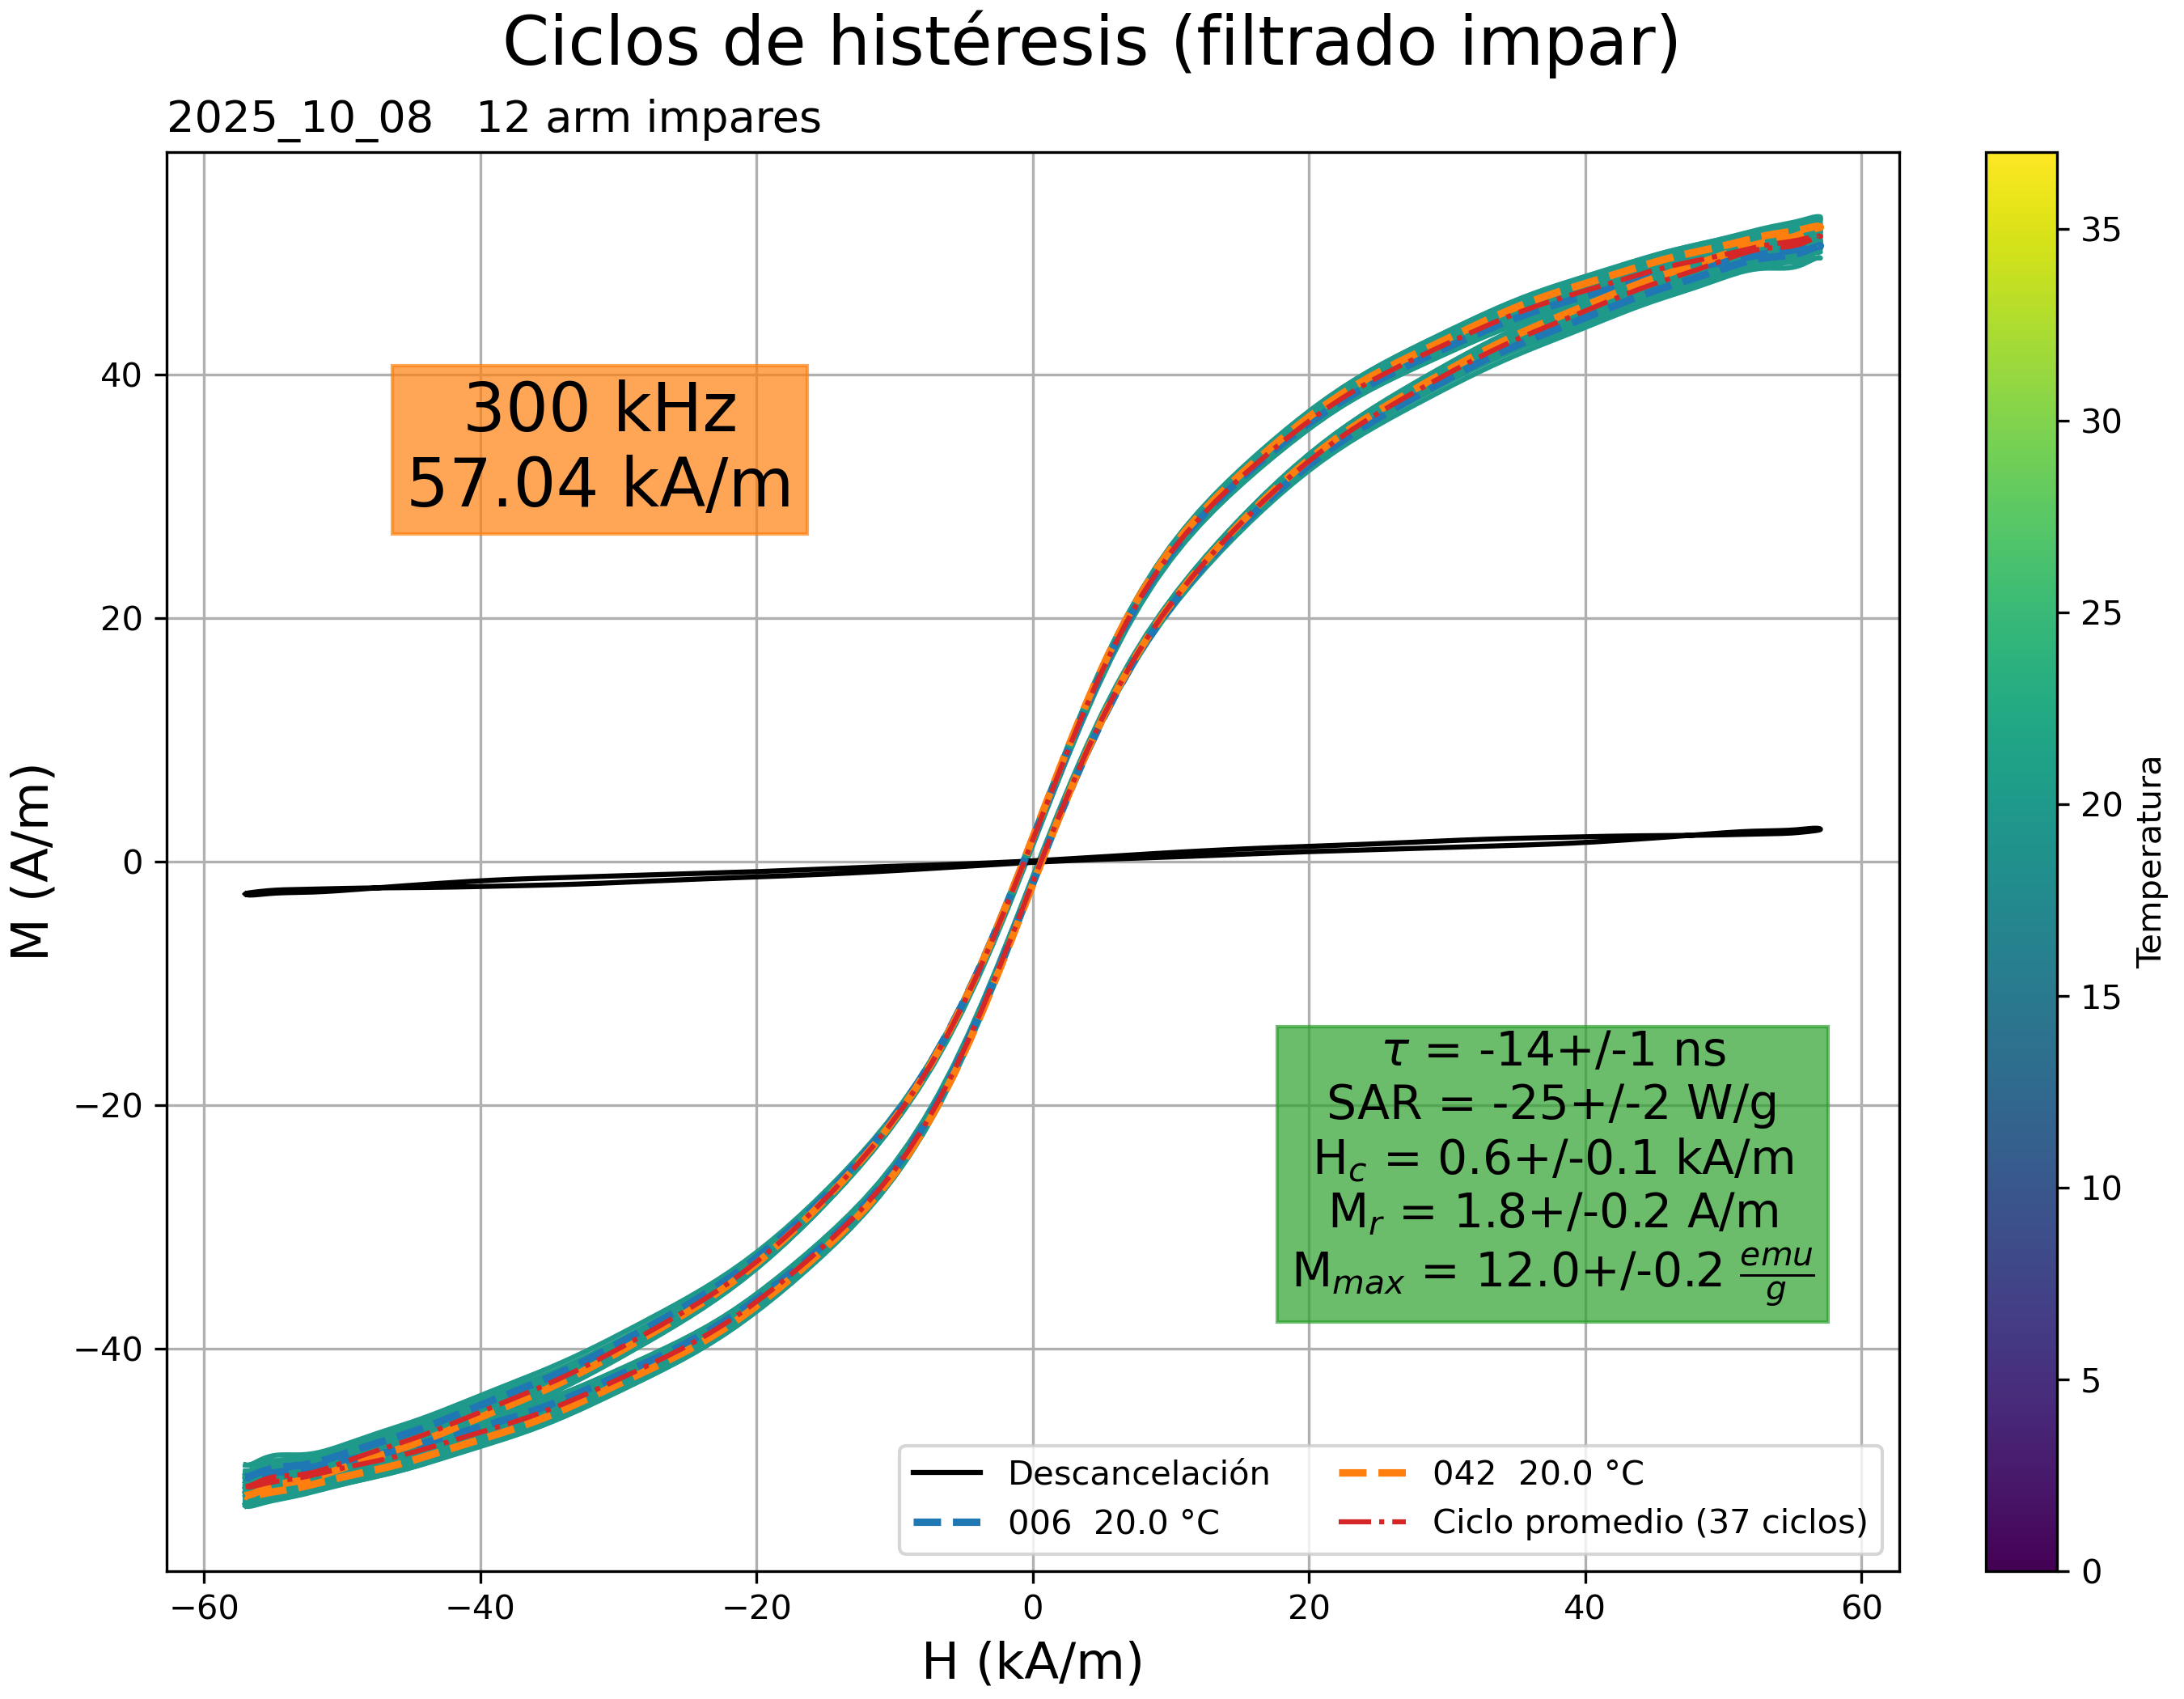 Ciclos de histéresis (filtrado impar)
2025_10_08   12 arm impares
300 kHz
57.04 kA/m
τ = -14+/-1 ns
SAR = -25+/-2 W/g
H_c = 0.6+/-0.1 kA/m
M_r = 1.8+/-0.2 A/m
M_max = 12.0+/-0.2 emu/g
Descancelación
006  20.0 °C
042  20.0 °C
Ciclo promedio (37 ciclos)
M (A/m)
40
20
0
−20
−40
−60
−40
−20
0
20
40
60
H (kA/m)
35
30
25
20
15
10
5
0
Temperatura